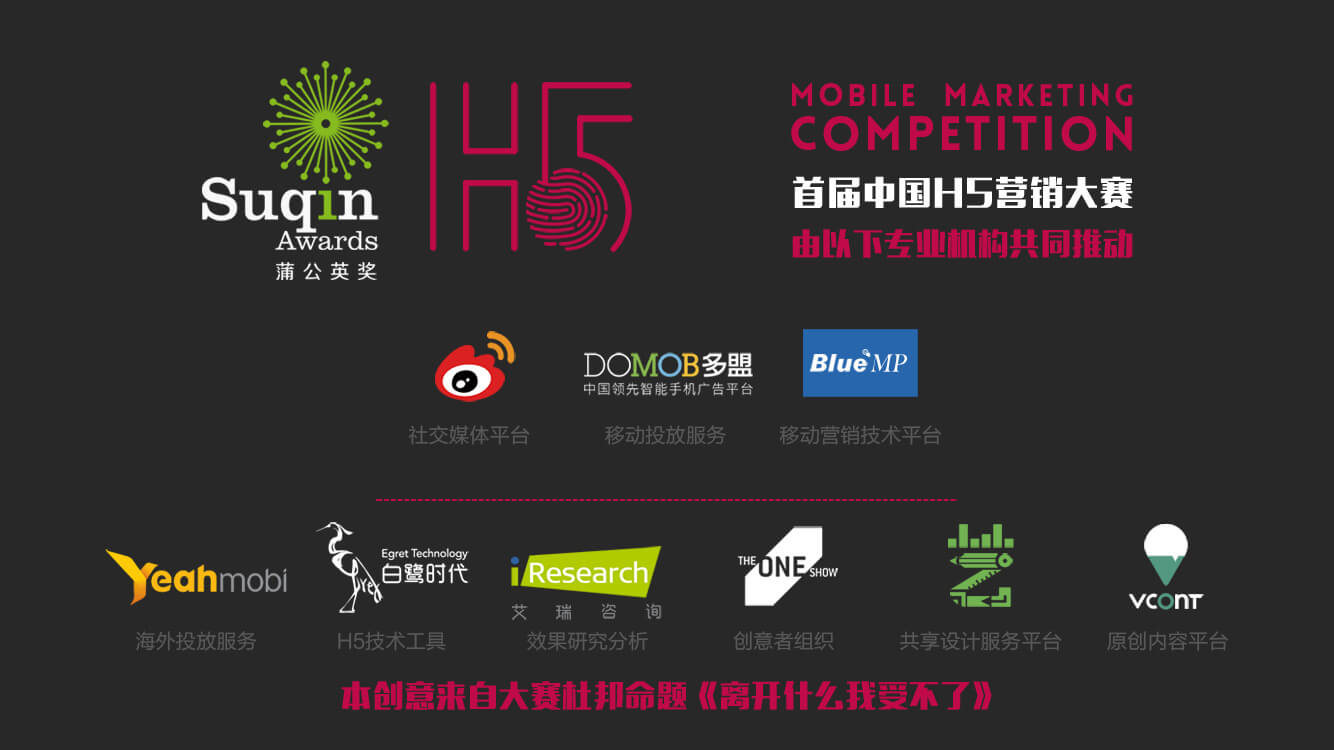 Suqin
Awards
蒲公英奖
H5
MOBILE MARKETING
COMPETITION
首届中国H5营销大赛
由以下专业机构共同推动
DOMOB多盟
中国领先智能手机广告平台
Blue MP
社交媒体平台
移动投放服务
移动营销技术平台
Yeahmobi
Egret Technology
白鹭时代
iResearch
艾瑞咨询
THE ONE SHOW
VCONT
海外投放服务
H5技术工具
效果研究分析
创意者组织
共享设计服务平台
原创内容平台
本创意来自大赛杜邦命题《离开什么我受不了》